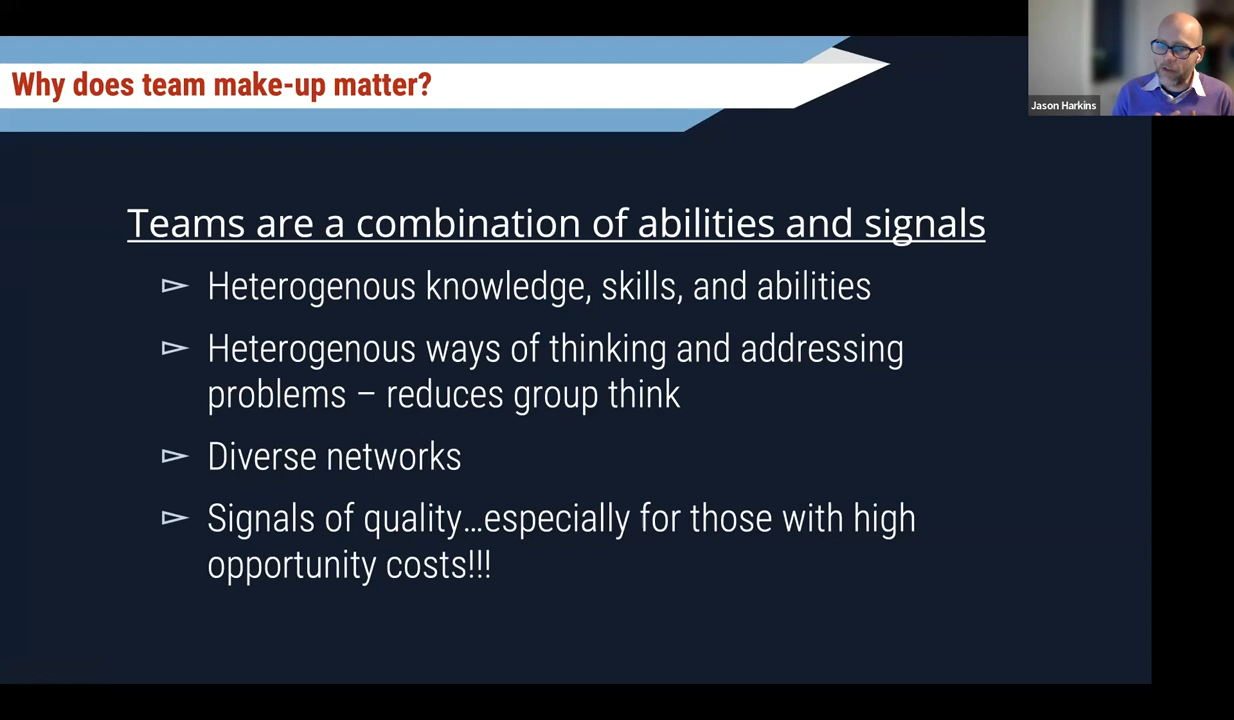 Why does team make-up matter?
Jason Harkins
Teams are a combination of abilities and signals
Heterogenous knowledge, skills, and abilities
Heterogenous ways of thinking and addressing
problems – reduces group think
Diverse networks
Signals of quality…especially for those with high
opportunity costs!!!